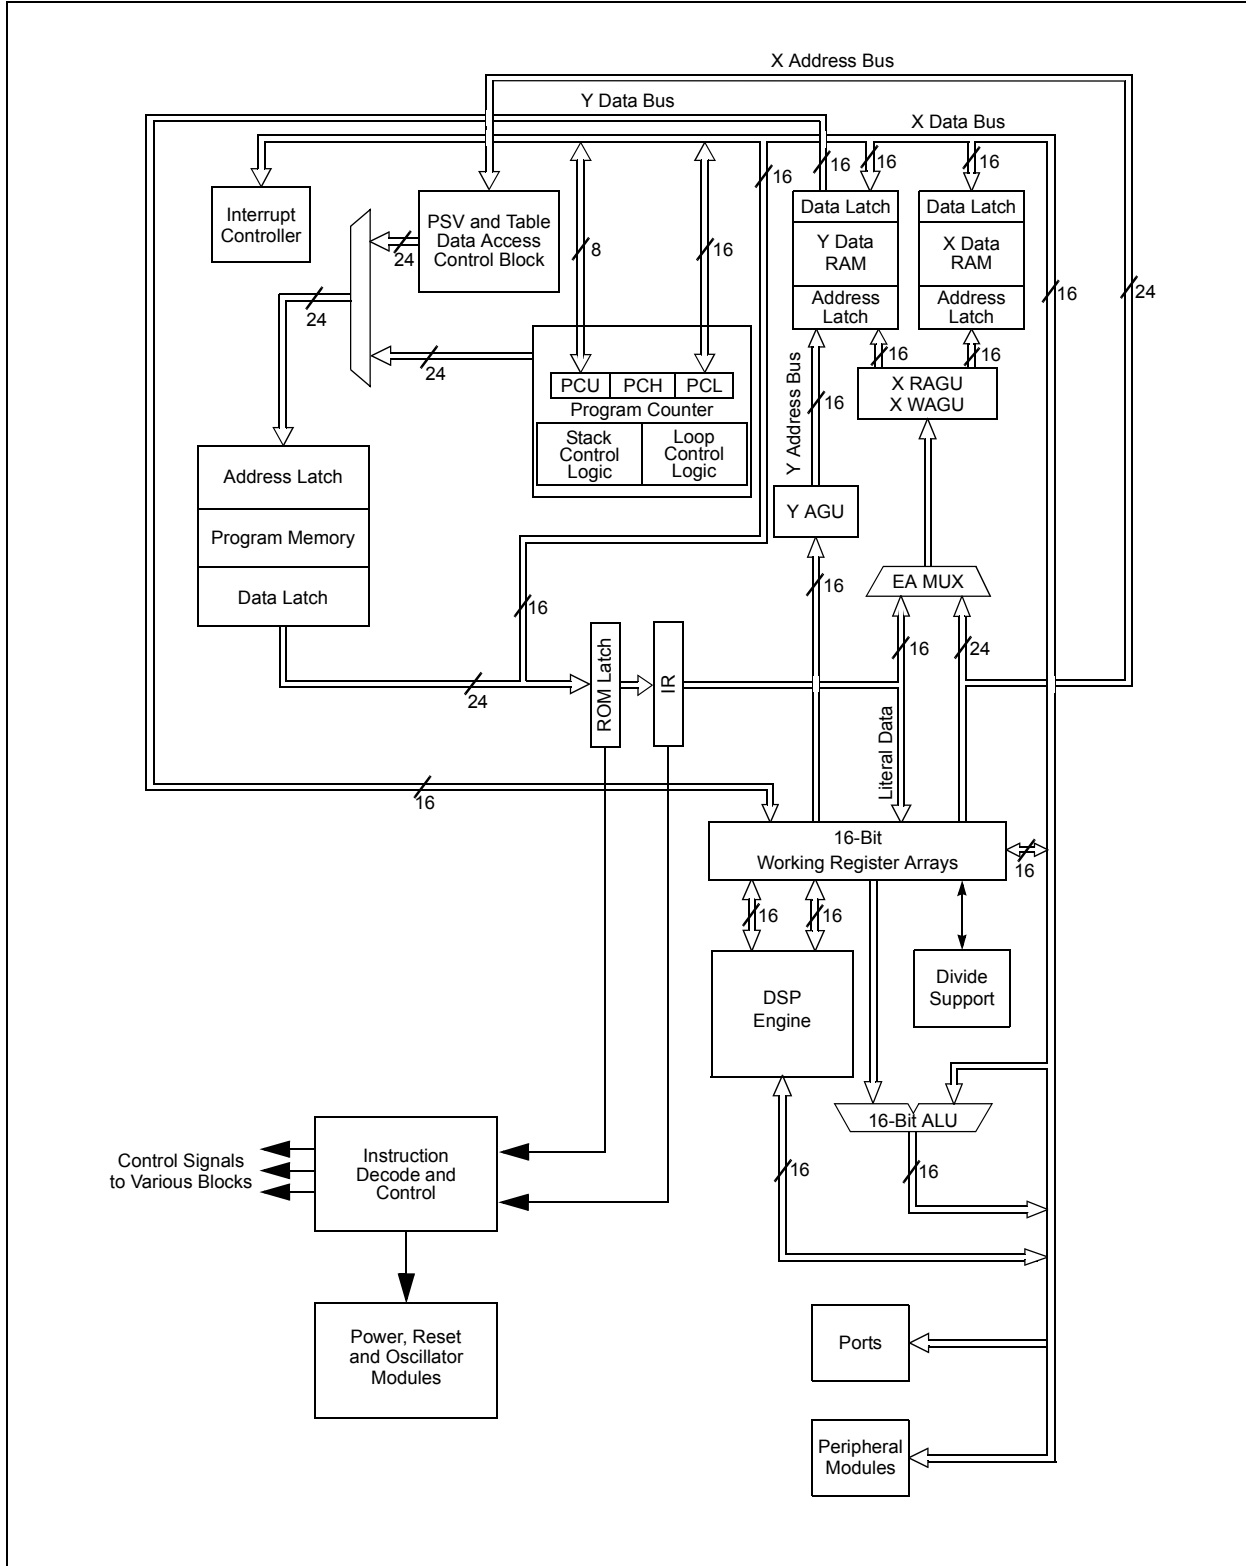 X Address Bus
Y Data Bus
X Data Bus
16
16
16
16
Interrupt
Controller
PSV and Table
Data Access
Control Block
24
8
16
Data Latch
Y Data
RAM
Address
Latch
Data Latch
X Data
RAM
Address
Latch
16
24
24
24
16
16
PCU
PCH
PCL
Program Counter
Stack
Control
Logic
Loop
Control
Logic
Y Address Bus
16
X RAGU
X WAGU
Address Latch
Program Memory
Data Latch
Y AGU
16
EA MUX
16
16
24
24
ROM Latch
IR
Literal Data
16
16-Bit
Working Register Arrays
16
16
16
DSP
Engine
Divide
Support
16-Bit ALU
16
16
Control Signals
to Various Blocks
Instruction
Decode and
Control
Power, Reset
and Oscillator
Modules
Ports
Peripheral
Modules